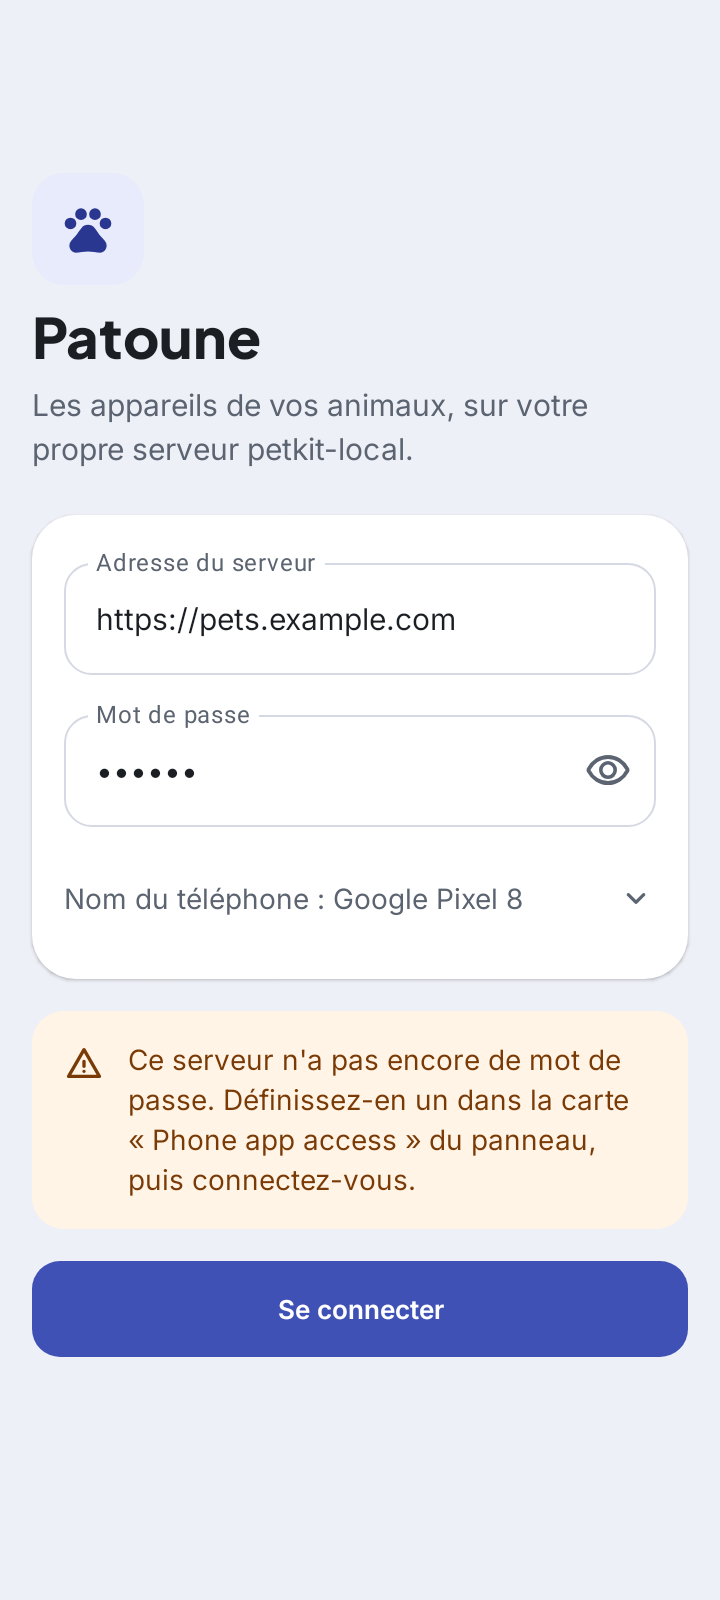 Patoune
Les appareils de vos animaux, sur votre
propre serveur petkit-local.
Adresse du serveur
https://pets.example.com
Mot de passe
••••••
Nom du téléphone : Google Pixel 8
Ce serveur n'a pas encore de mot de
passe. Définissez-en un dans la carte
« Phone app access » du panneau,
puis connectez-vous.
Se connecter